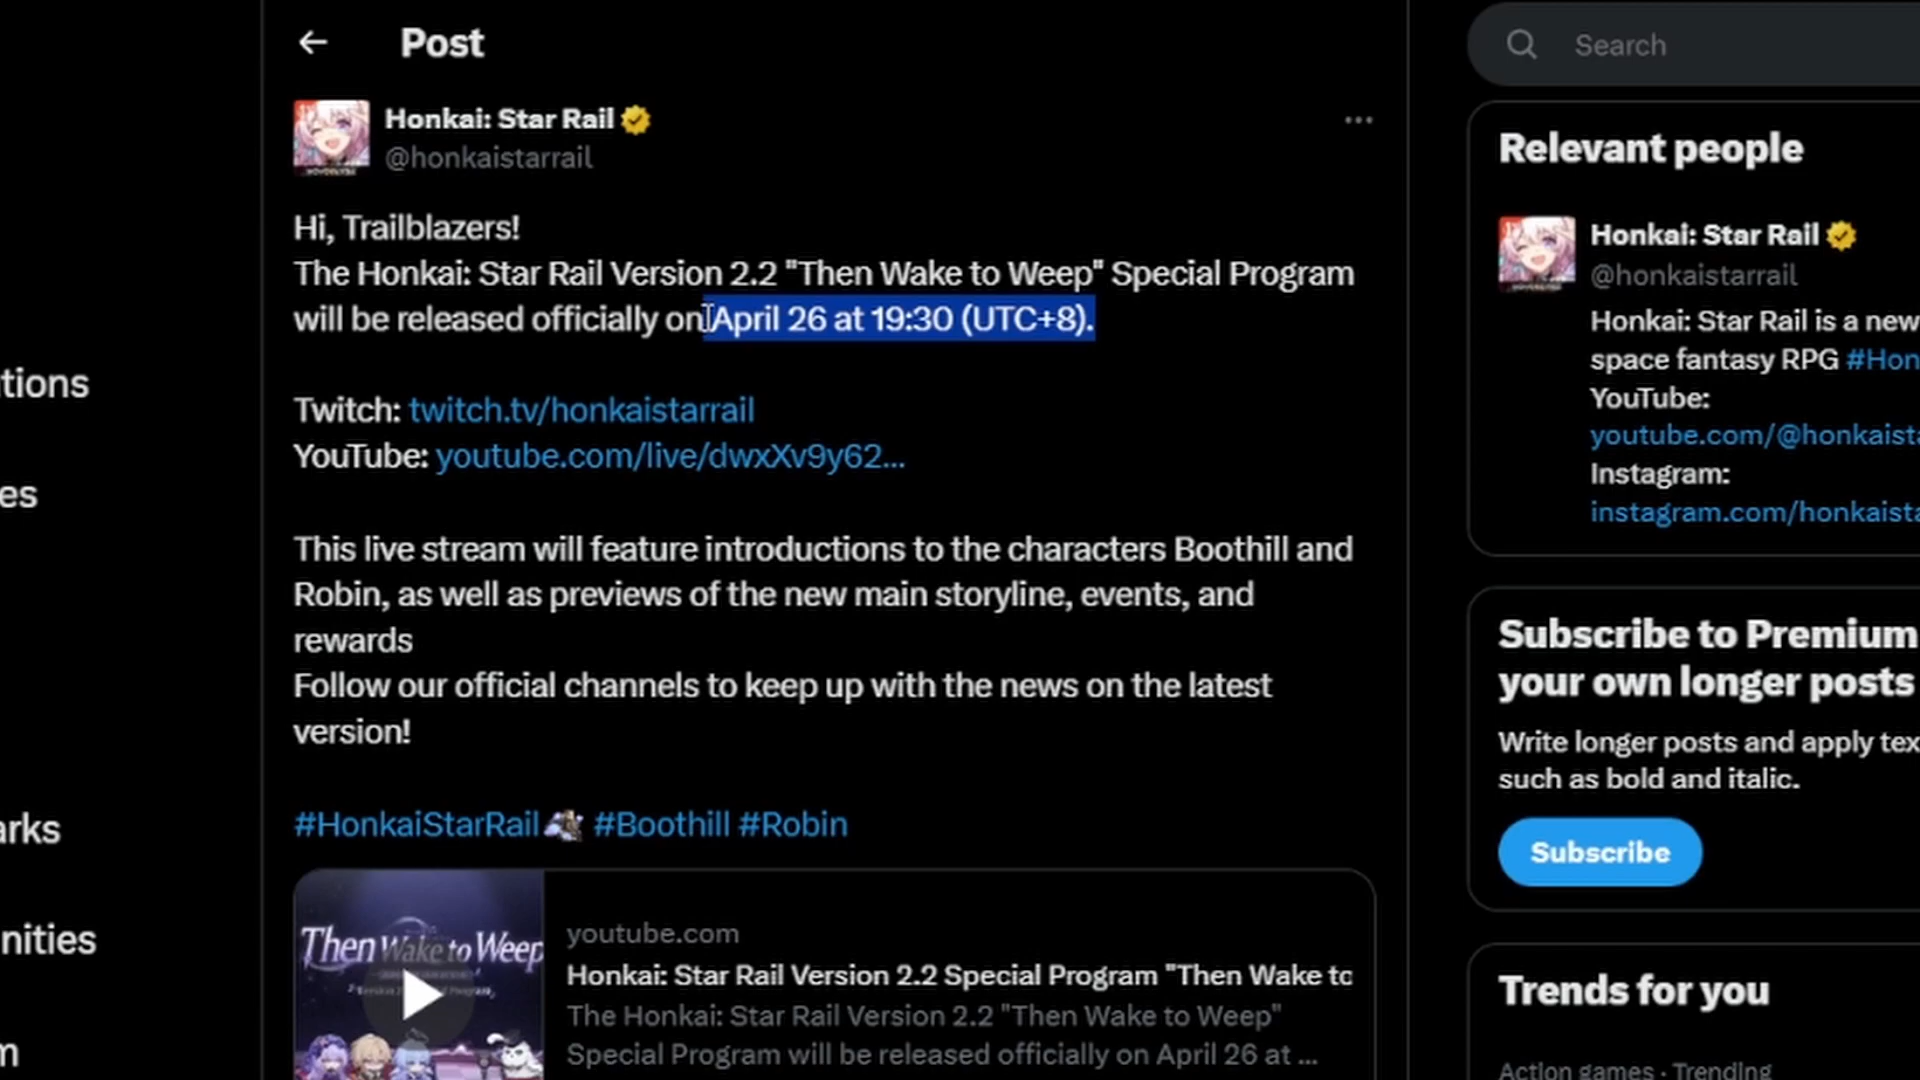 Post
Honkai: Star Rail
@honkaistarrail
Hi, Trailblazers!
The Honkai: Star Rail Version 2.2 "Then Wake to Weep" Special Program
will be released officially on April 26 at 19:30 (UTC+8).
Twitch: twitch.tv/honkaistarrail
YouTube: youtube.com/live/dwxXv9y62...
This live stream will feature introductions to the characters Boothill and
Robin, as well as previews of the new main storyline, events, and
rewards
Follow our official channels to keep up with the news on the latest
version!
#HonkaiStarRail #Boothill #Robin
Then Wake to Weep
youtube.com
Honkai: Star Rail Version 2.2 Special Program "Then Wake to
The Honkai: Star Rail Version 2.2 "Then Wake to Weep"
Special Program will be released officially on April 26 at ...
tions
es
arks
nities
m
Search
Relevant people
Honkai: Star Rail
@honkaistarrail
Honkai: Star Rail is a new
space fantasy RPG #Hon
YouTube:
youtube.com/@honkaista
Instagram:
instagram.com/honkaista
Subscribe to Premium
your own longer posts
Write longer posts and apply tex
such as bold and italic.
Subscribe
Trends for you
Action games · Trending